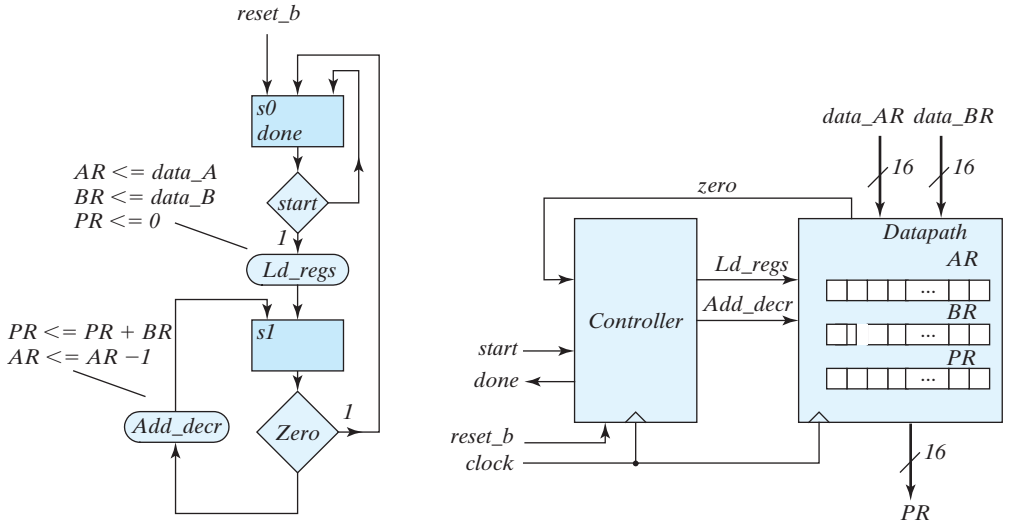 reset_b
s0
done
AR <= data_A
BR <= data_B
PR <= 0
start
1
Ld_regs
s1
PR <= PR + BR
AR <= AR −1
Add_decr
Zero
1
data_AR data_BR
16 16
zero
Datapath
AR
...
BR
...
PR
...
Ld_regs
Add_decr
Controller
start
done
reset_b
clock
16
PR